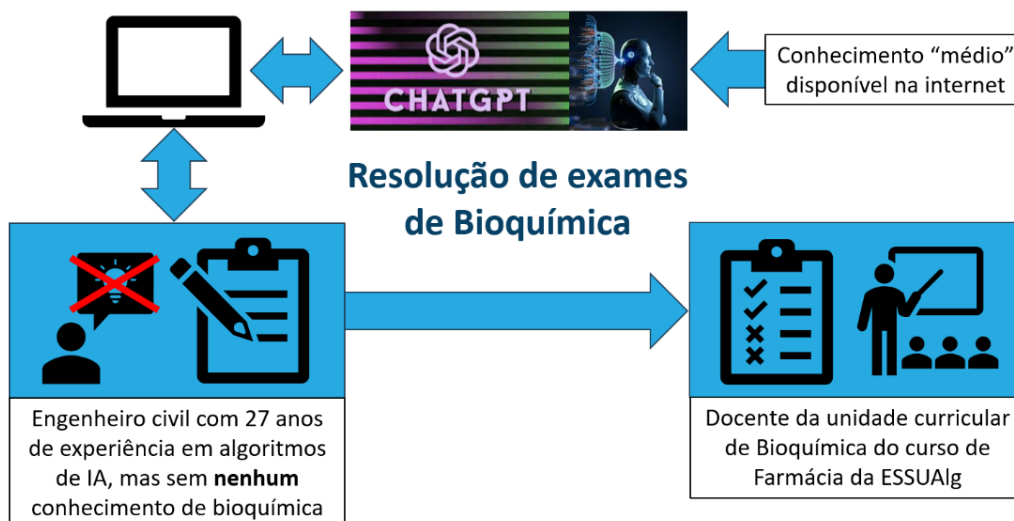 CHATGPT
Conhecimento “médio”
disponível na internet
Resolução de exames
de Bioquímica
Engenheiro civil com 27 anos
de experiência em algoritmos
de IA, mas sem nenhum
conhecimento de bioquímica
Docente da unidade curricular
de Bioquímica do curso de
Farmácia da ESSUAlg